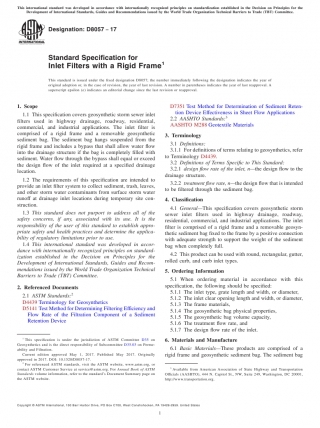 This international standard was developed in accordance with internationally recognized principles on standardization established in the Decision on Principles for the
Development of International Standards, Guides and Recommendations issued by the World Trade Organization Technical Barriers to Trade (TBT) Committee.
Designation: D8057 − 17
INTERNATIONAL
Standard Specification for
Inlet Filters with a Rigid Frame1
This standard is issued under the fixed designation D8057; the number immediately following the designation indicates the year of
original adoption or, in the case of revision, the year of last revision. A number in parentheses indicates the year of last reapproval. A
superscript epsilon (ε) indicates an editorial change since the last revision or reapproval.
1. Scope
1.1 This specification covers geosynthetic storm sewer inlet
filters used in highway drainage, roadway, residential,
commercial, and industrial applications. The inlet filter is
comprised of a rigid frame and a removable geosynthetic
sediment bag. The sediment bag hangs suspended from the
rigid frame and includes a bypass that shall allow water flow
into the drainage structure if the bag is completely filled with
sediment. Water flow through the bypass shall equal or exceed
the design flow of the inlet required at a specified drainage
location.
1.2 The requirements of this specification are intended to
provide an inlet filter system to collect sediment, trash, leaves,
and other storm water contaminants from surface storm water
runoff at drainage inlet locations during temporary site con-
struction.
1.3 This standard does not purport to address all of the
safety concerns, if any, associated with its use. It is the
responsibility of the user of this standard to establish appro-
priate safety and health practices and determine the applica-
bility of regulatory limitations prior to use.
1.4 This international standard was developed in accor-
dance with internationally recognized principles on standard-
ization established in the Decision on Principles for the
Development of International Standards, Guides and Recom-
mendations issued by the World Trade Organization Technical
Barriers to Trade (TBT) Committee.
2. Referenced Documents
2.1 ASTM Standards:2
D4439 Terminology for Geosynthetics
D5141 Test Method for Determining Filtering Efficiency and
Flow Rate of the Filtration Component of a Sediment
Retention Device
1 This specification is under the jurisdiction of ASTM Committee D35 on
Geosynthetics and is the direct responsibility of Subcommittee D35.03 on Perme-
ability and Filtration.
Current edition approved May 1, 2017. Published May 2017. Originally
approved in 2017. DOI: 10.1520/D8057-17.
2 For referenced ASTM standards, visit the ASTM website, www.astm.org, or
contact ASTM Customer Service at service@astm.org. For Annual Book of ASTM
Standards volume information, refer to the standard's Document Summary page on
the ASTM website.
D7351 Test Method for Determination of Sediment Reten-
tion Device Effectiveness in Sheet Flow Applications
2.2 AASHTO Standards:3
AASHTO M288 Geotextile Materials
3. Terminology
3.1 Definitions:
3.1.1 For definitions of terms relating to geosynthetics, refer
to Terminology D4439.
3.2 Definitions of Terms Specific to This Standard:
3.2.1 design flow rate of the inlet, n—the design flow in the
drainage structure.
3.2.2 treatment flow rate, n—the design flow that is intended
to be filtered through the sediment bag.
4. Classification
4.1 General—This specification covers geosynthetic storm
sewer inlet filters used in highway drainage, roadway,
residential, commercial, and industrial applications. The inlet
filter is comprised of a rigid frame and a removable geosyn-
thetic sediment bag fixed to the frame by a positive connection
with adequate strength to support the weight of the sediment
bag when completely full.
4.2 This product can be used with round, rectangular, gutter,
rolled curb, and curb inlet types.
5. Ordering Information
5.1 When ordering material in accordance with this
specification, the following should be specified:
5.1.1 The inlet type, grate length and width, or diameter,
5.1.2 The inlet clear opening length and width, or diameter,
5.1.3 The frame materials,
5.1.4 The geosynthetic bag physical properties,
5.1.5 The geosynthetic bag volume capacity,
5.1.6 The treatment flow rate, and
5.1.7 The design flow rate of the inlet.
6. Materials and Manufacture
6.1 Basic Materials—These products are comprised of a
rigid frame and geosynthetic sediment bag. The sediment bag
3 Available from American Association of State Highway and Transportation
Officials (AASHTO), 444 N. Capitol St., NW, Suite 249, Washington, DC 20001,
http://www.transportation.org.
Copyright © ASTM International, 100 Barr Harbor Drive, PO Box C700, West Conshohocken, PA 19428-2959. United States
1